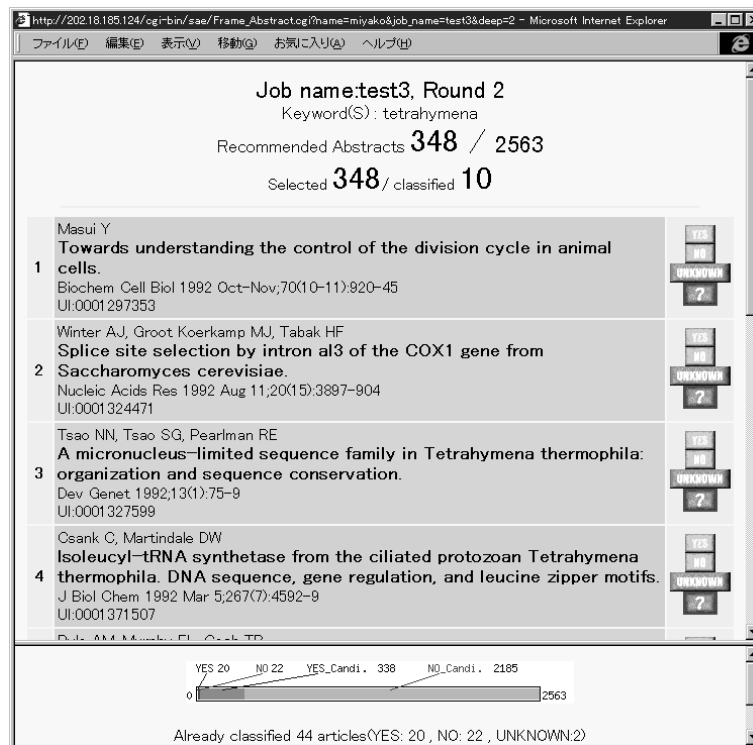 http://202.18.185.124/cgi-bin/sae/Frame_Abstract.cgi?name=miyako&job_name=test3&deep=2 - Microsoft Internet Explorer
ファイル(F) 編集(E) 表示(V) 移動(G) お気に入り(A) ヘルプ(H)
Job name:test3, Round 2
Keyword(S) : tetrahymena
Recommended Abstracts 348 / 2563
Selected 348 / classified 10
Masui Y
Towards understanding the control of the division cycle in animal
1 cells.
Biochem Cell Biol 1992 Oct-Nov;70(10-11):920-45
UI:0001297353
YES
NO
UNKNOWN
?
Winter AJ, Groot Koerkamp MJ, Tabak HF
Splice site selection by intron aI3 of the COX1 gene from
2 Saccharomyces cerevisiae.
Nucleic Acids Res 1992 Aug 11;20(15):3897-904
UI:0001324471
YES
NO
UNKNOWN
?
Tsao NN, Tsao SG, Pearlman RE
A micronucleus-limited sequence family in Tetrahymena thermophila:
3 organization and sequence conservation.
Dev Genet 1992;13(1):75-9
UI:0001327599
YES
NO
UNKNOWN
?
Csank C, Martindale DW
Isoleucyl-tRNA synthetase from the ciliated protozoan Tetrahymena
4 thermophila. DNA sequence, gene regulation, and leucine zipper motifs.
J Biol Chem 1992 Mar 5;267(7):4592-9
UI:0001371507
YES
NO
UNKNOWN
?
YES 20 NO 22 YES_Candi. 338 NO_Candi. 2185
0 2563
Already classified 44 articles(YES: 20 , NO: 22 , UNKNOWN:2)